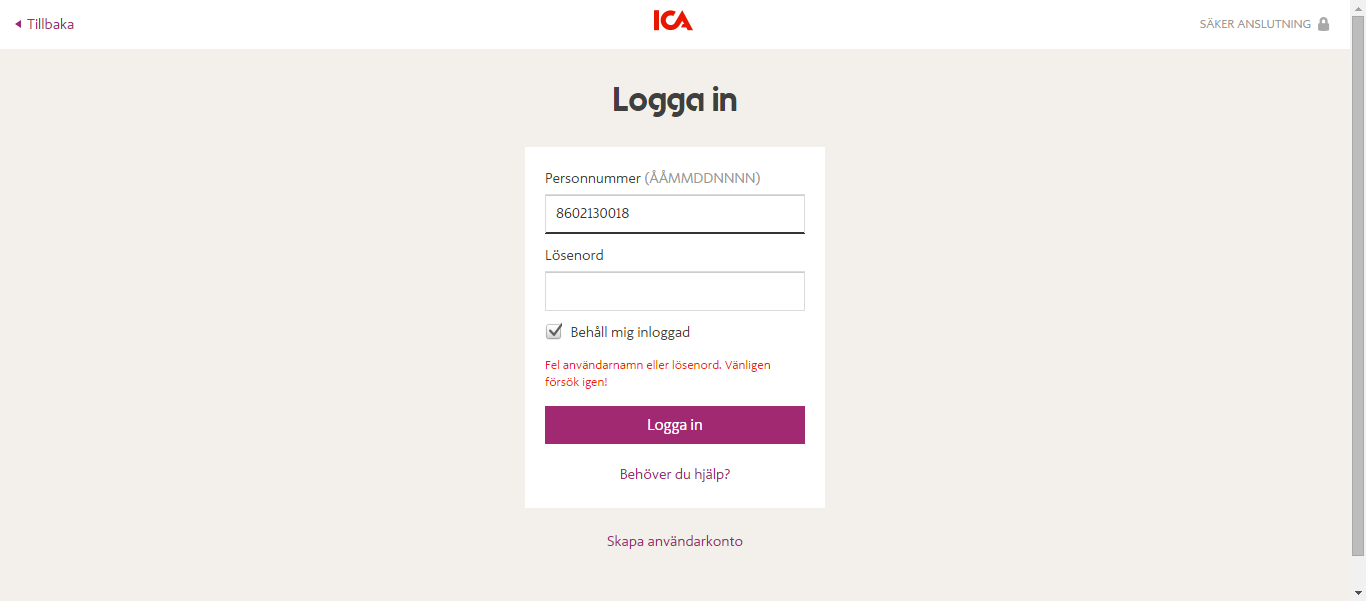 Tillbaka
ICA
SÄKER ANSLUTNING
Logga in
Personnummer (ÅÅMMDDNNNN)
8602130018
Lösenord
Behåll mig inloggad
Fel användarnamn eller lösenord. Vänligen
försök igen!
Logga in
Behöver du hjälp?
Skapa användarkonto